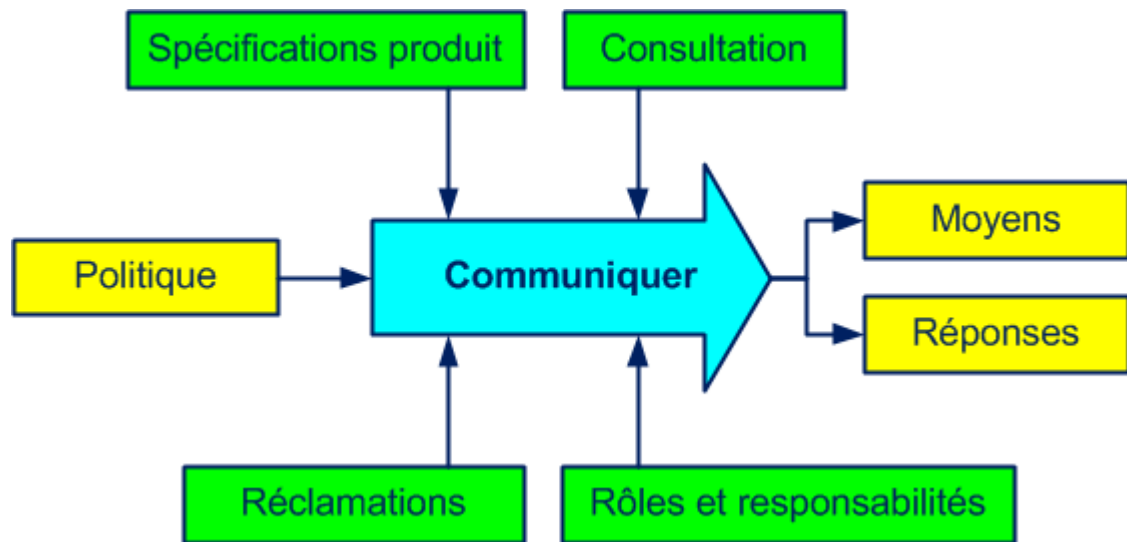 Spécifications produit
Consultation
Politique
Communiquer
Moyens
Réponses
Réclamations
Rôles et responsabilités